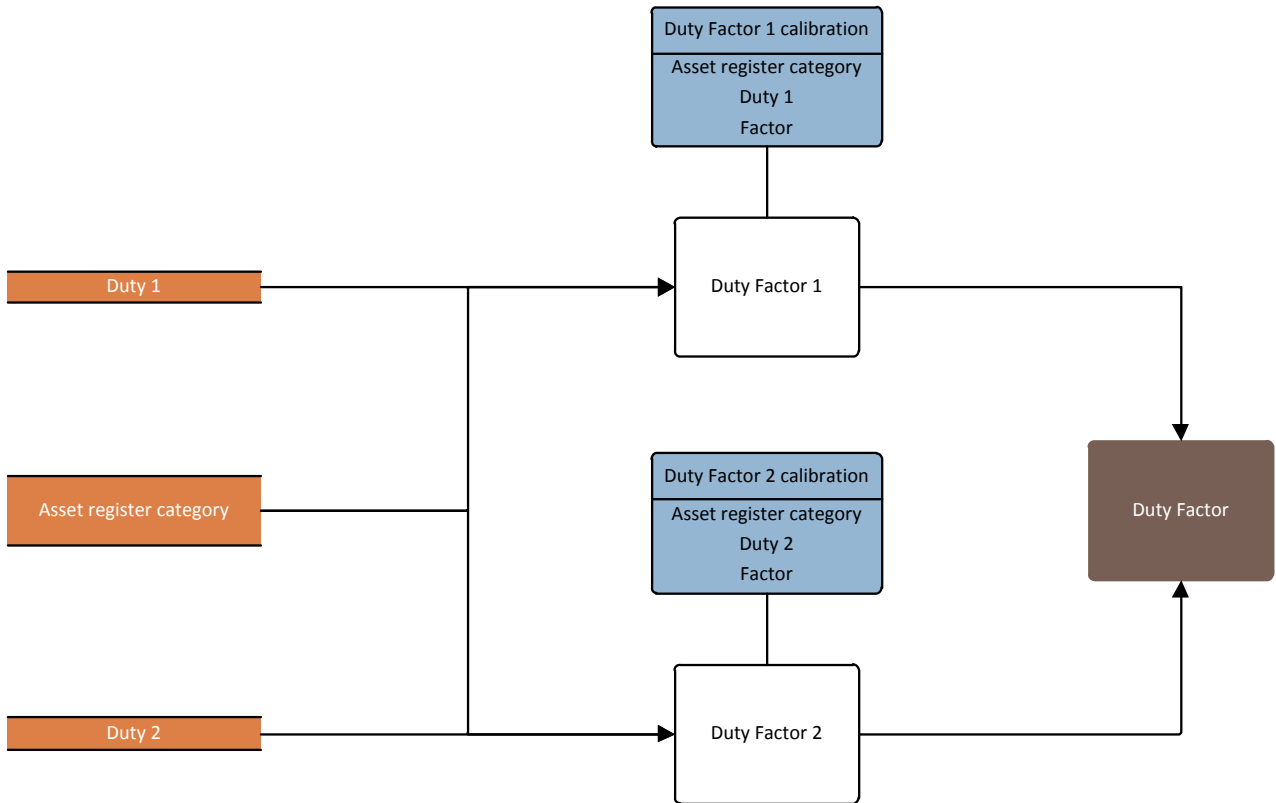 Duty Factor 1 calibration
Asset register category
Duty 1
Factor
Duty 1
Duty Factor 1
Asset register category
Duty Factor 2 calibration
Asset register category
Duty 2
Factor
Duty Factor
Duty 2
Duty Factor 2